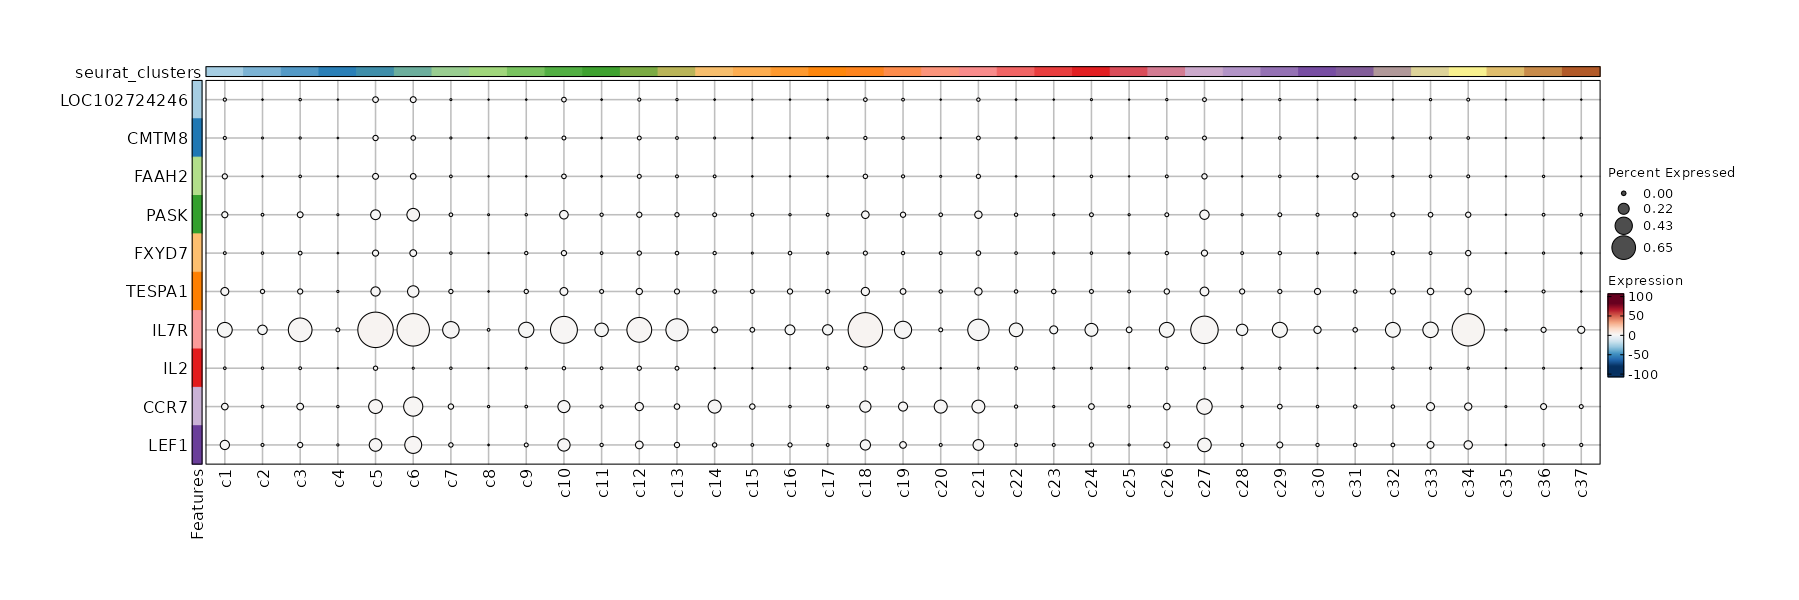 seurat_clusters
LOC102724246
CMTM8
FAAH2
PASK
FXYD7
TESPA1
IL7R
IL2
CCR7
LEF1
Features
c1 c2 c3 c4 c5 c6 c7 c8 c9 c10 c11 c12 c13 c14 c15 c16 c17 c18 c19 c20 c21 c22 c23 c24 c25 c26 c27 c28 c29 c30 c31 c32 c33 c34 c35 c36 c37
Percent Expressed
0.00
0.22
0.43
0.65
Expression
100
50
0
-50
-100